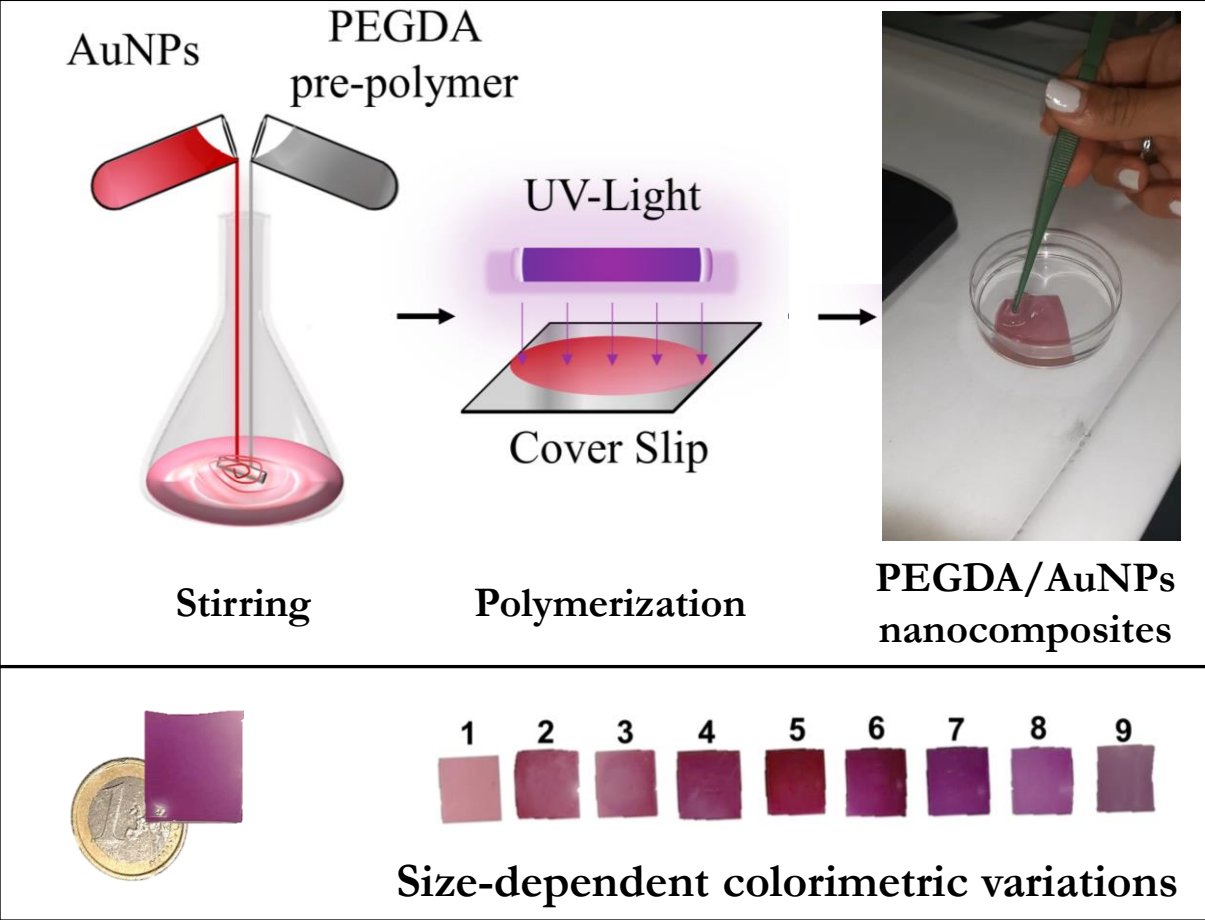 AuNPs
PEGDA
pre-polymer
UV-Light
Cover Slip
Stirring
Polymerization
PEGDA/AuNPs
nanocomposites
1 2 3 4 5 6 7 8 9
1
Size-dependent colorimetric variations